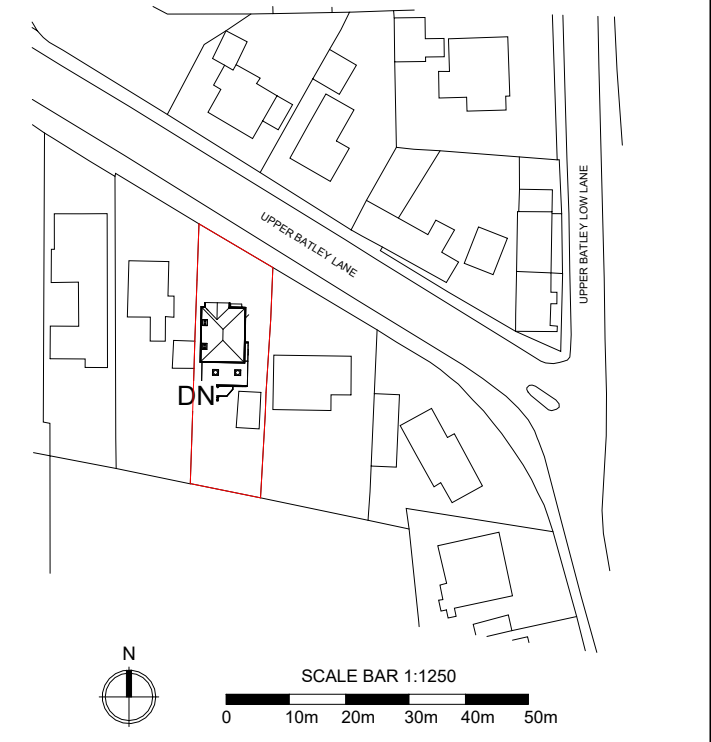 UPPER BATLEY LANE
UPPER BATLEY LOW LANE
DN
N
SCALE BAR 1:1250
0 10m 20m 30m 40m 50m